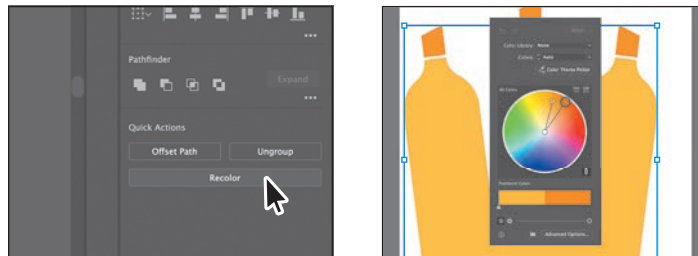 Pathfinder
Expand
Quick Actions
Offset Path
Ungroup
Recolor
Color Library: None
Colors: Auto
Color Theme Picker
All Colors
Prominent Colors
Advanced Options...